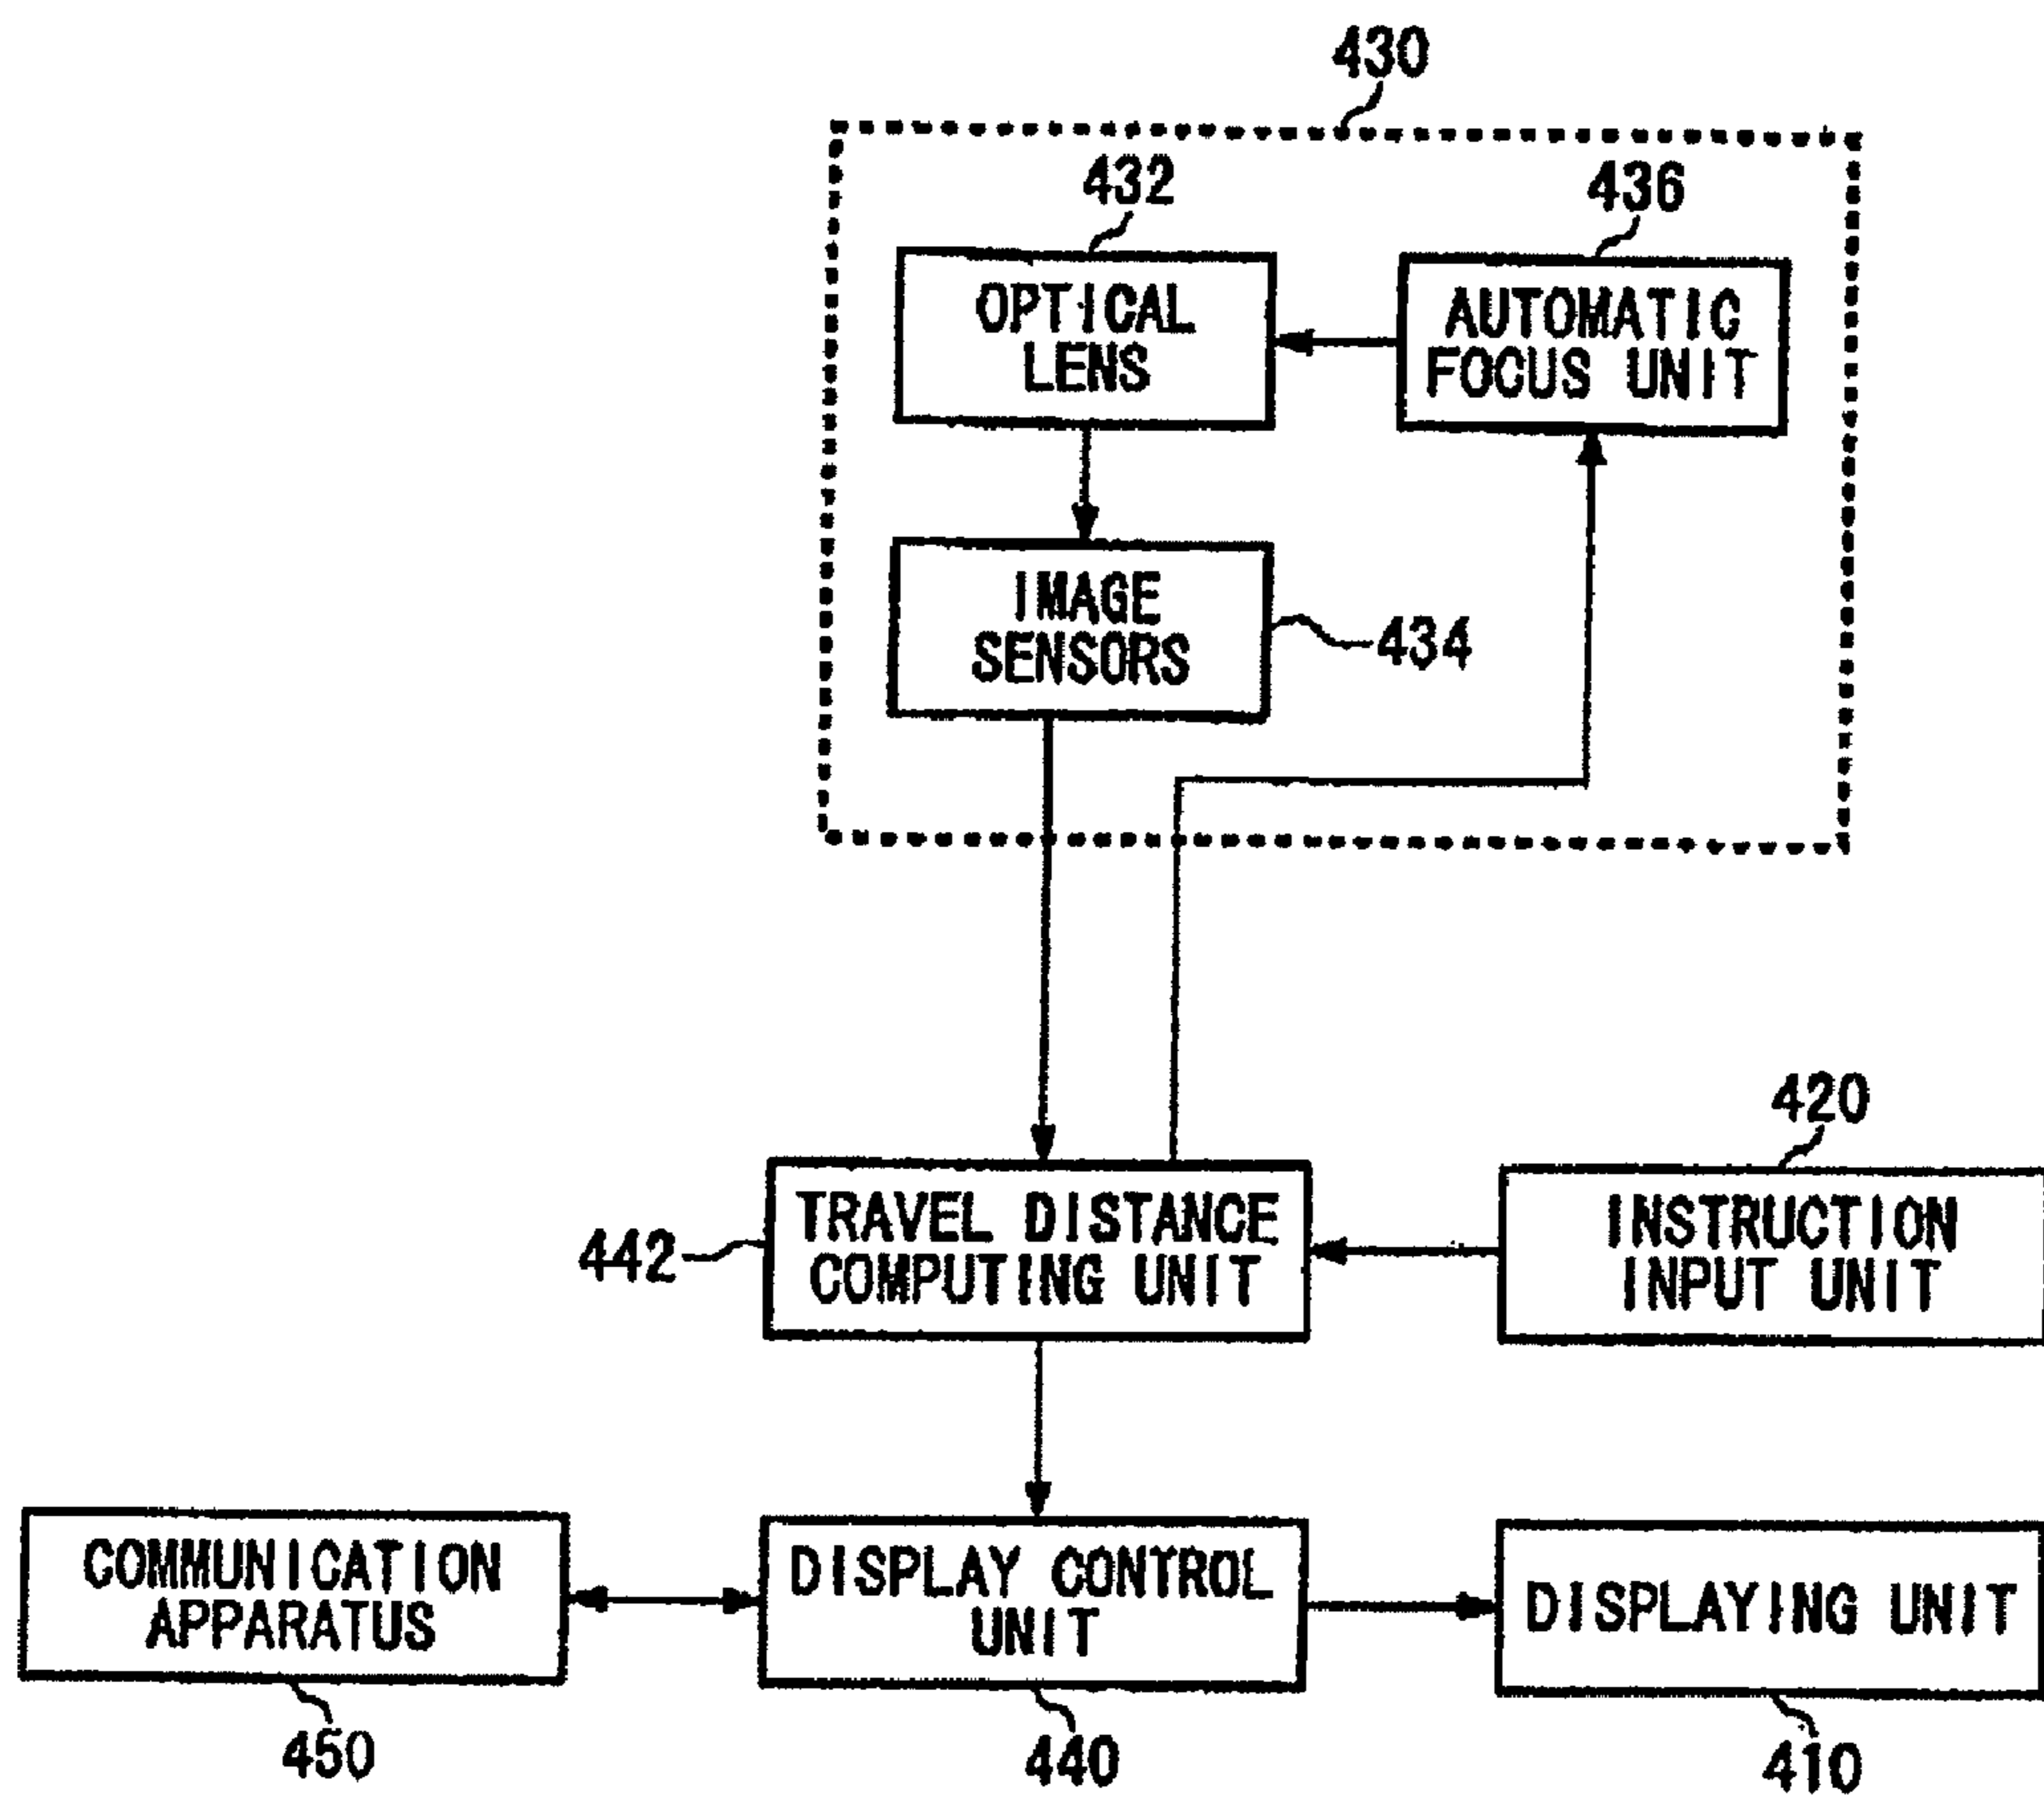 430
432
436
OPTICAL
LENS
AUTOMATIC
FOCUS UNIT
IMAGE
SENSORS
434
420
442
TRAVEL DISTANCE
COMPUTING UNIT
INSTRUCTION
INPUT UNIT
COMMUNICATION
APPARATUS
DISPLAY CONTROL
UNIT
DISPLAYING UNIT
450
440
410